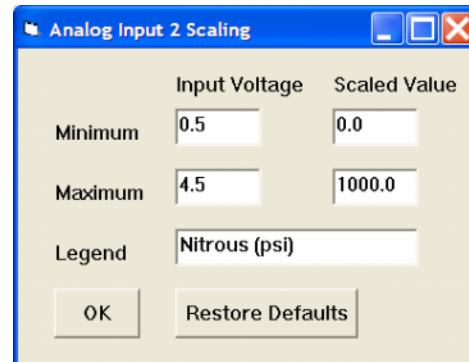 Analog Input 2 Scaling
Input Voltage Scaled Value
Minimum 0.5 0.0
Maximum 4.5 1000.0
Legend Nitrous (psi)
OK Restore Defaults